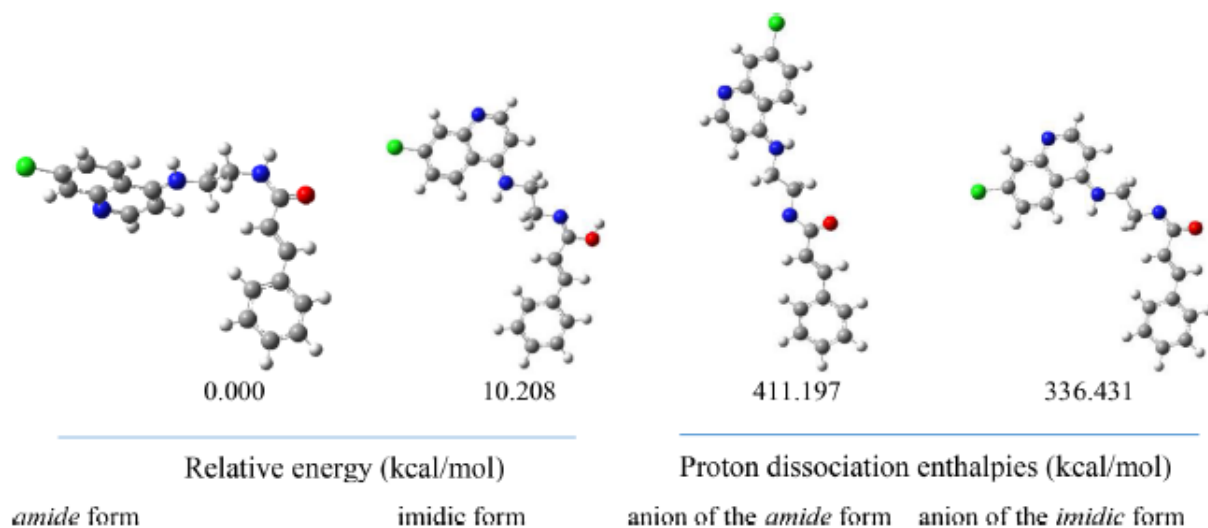 0.000 10.208 411.197 336.431
Relative energy (kcal/mol) Proton dissociation enthalpies (kcal/mol)
amide form imidic form anion of the amide form anion of the imidic form